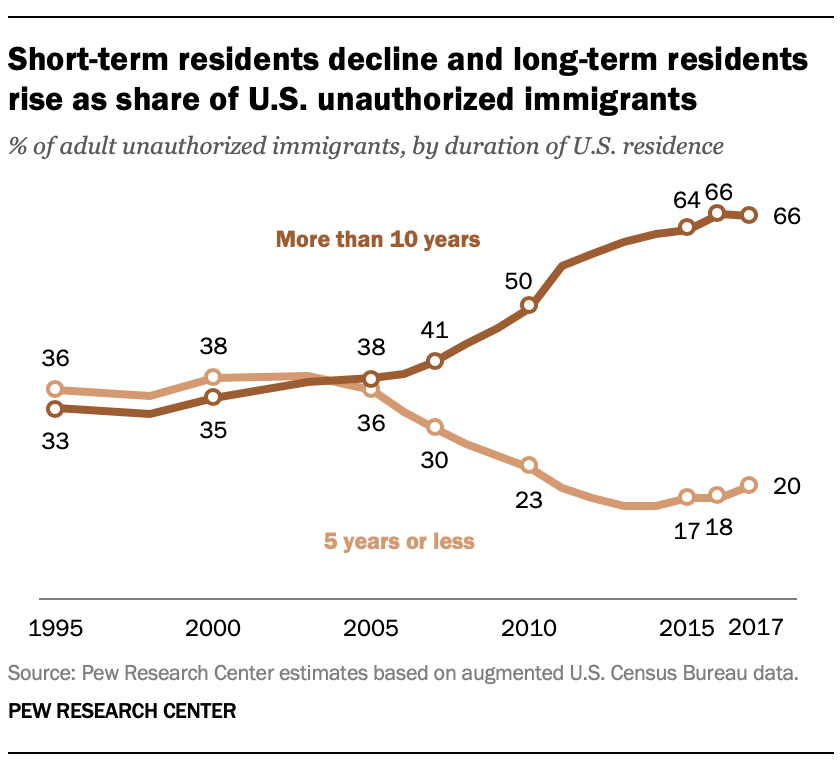 Short-term residents decline and long-term residents
rise as share of U.S. unauthorized immigrants
% of adult unauthorized immigrants, by duration of U.S. residence
64 66
66
More than 10 years
50
41
36
38
38
33
35
36
30
23
20
17 18
5 years or less
1995 2000 2005 2010 2015 2017
Source: Pew Research Center estimates based on augmented U.S. Census Bureau data.
PEW RESEARCH CENTER